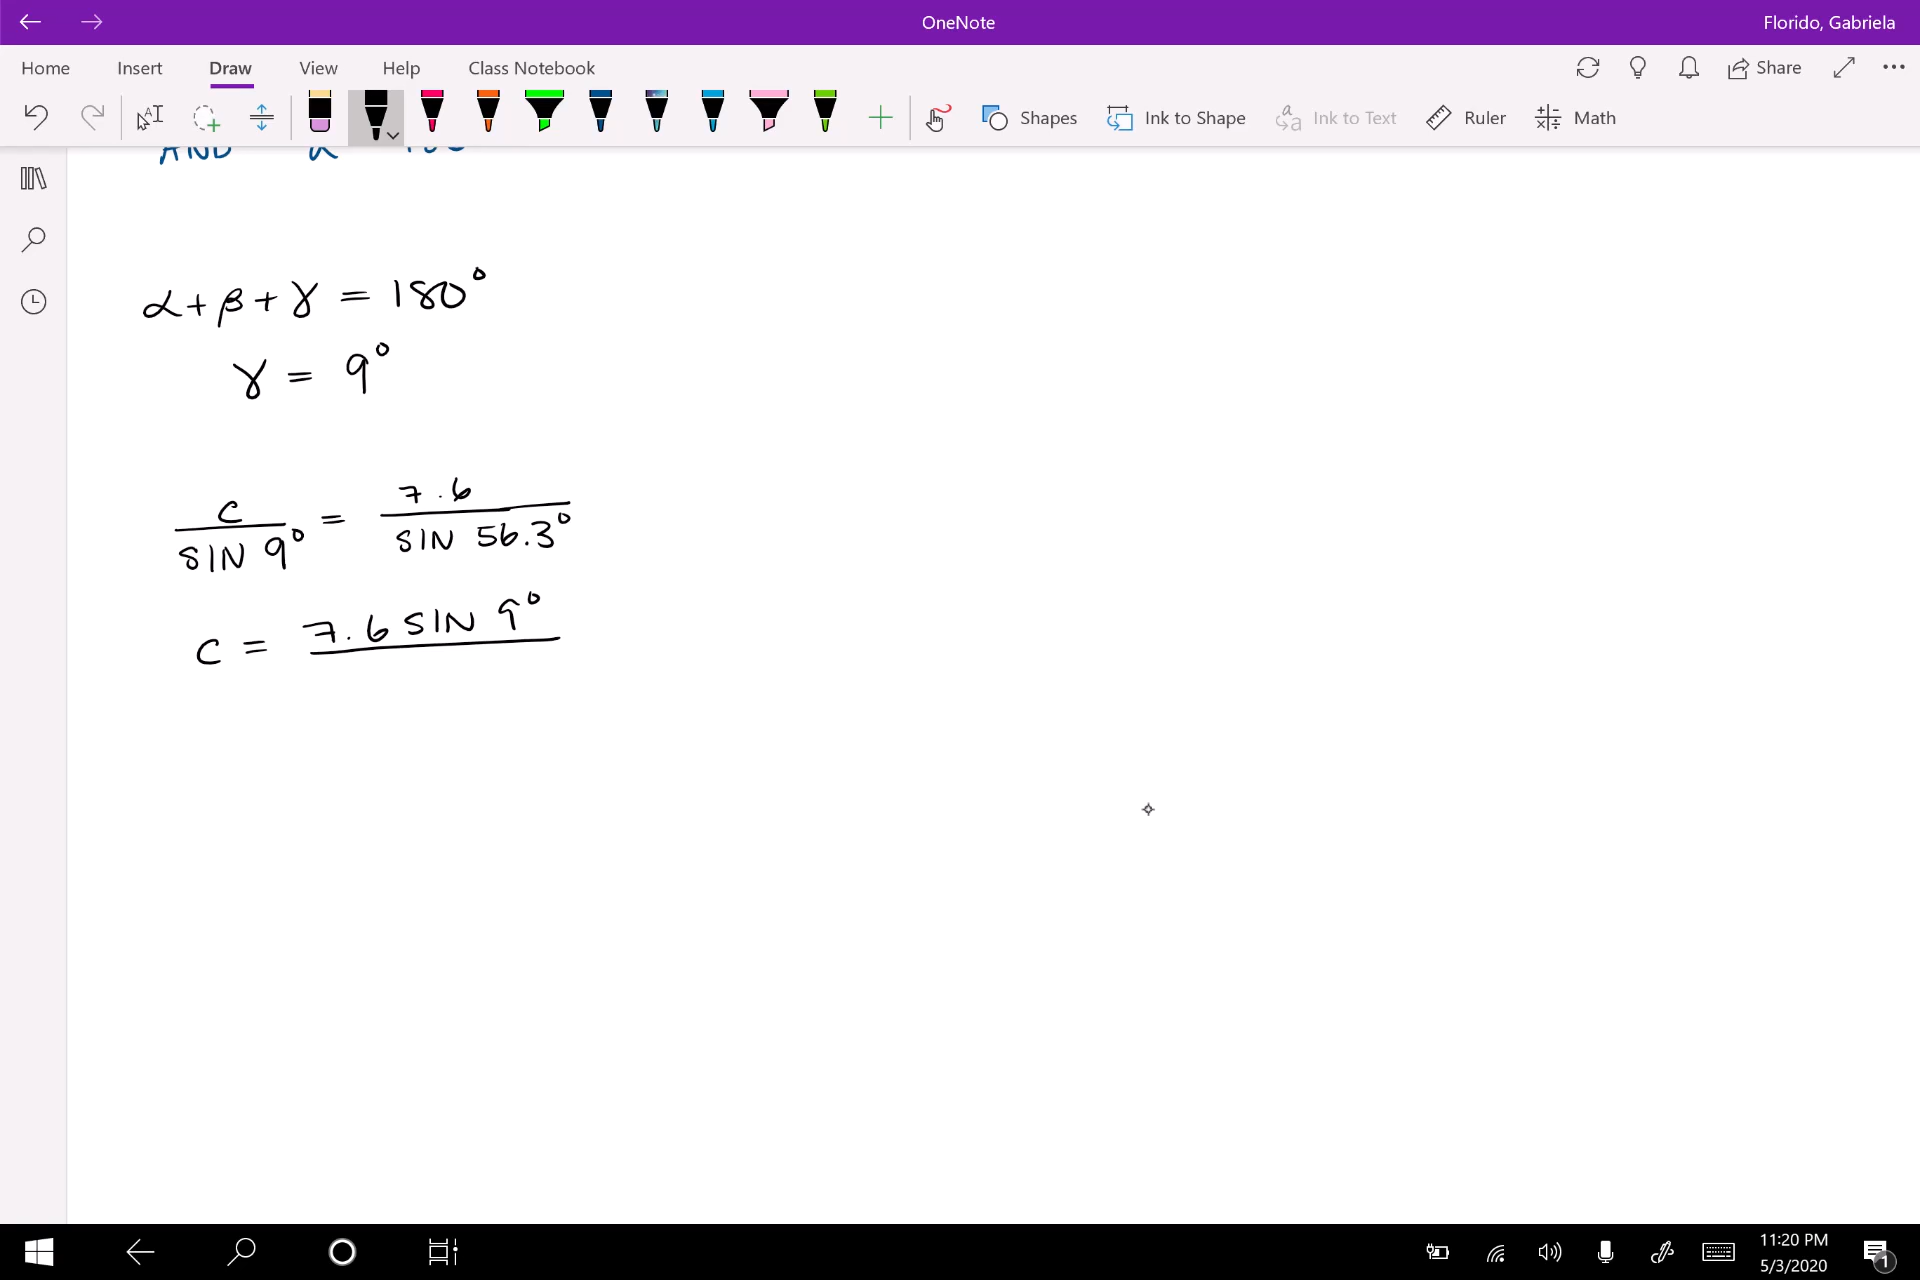 OneNote
Florido, Gabriela
Home Insert Draw View Help Class Notebook Share
Shapes Ink to Shape Ink to Text Ruler Math
AND α
α + β + γ = 180°
γ = 9°
c / SIN 9° = 7.6 / SIN 56.3°
c = 7.6 SIN 9°
11:20 PM
5/3/2020
1